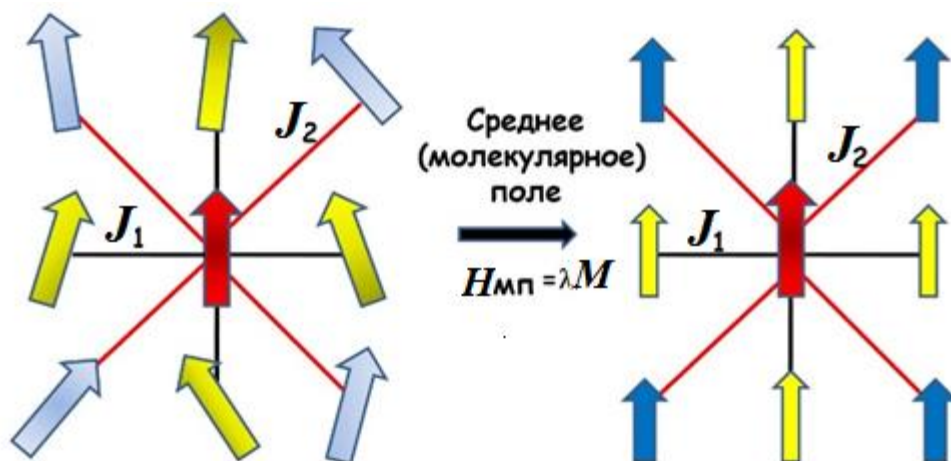 J₂
J₁
Среднее
(молекулярное)
поле
Hмп = λM
J₂
J₁